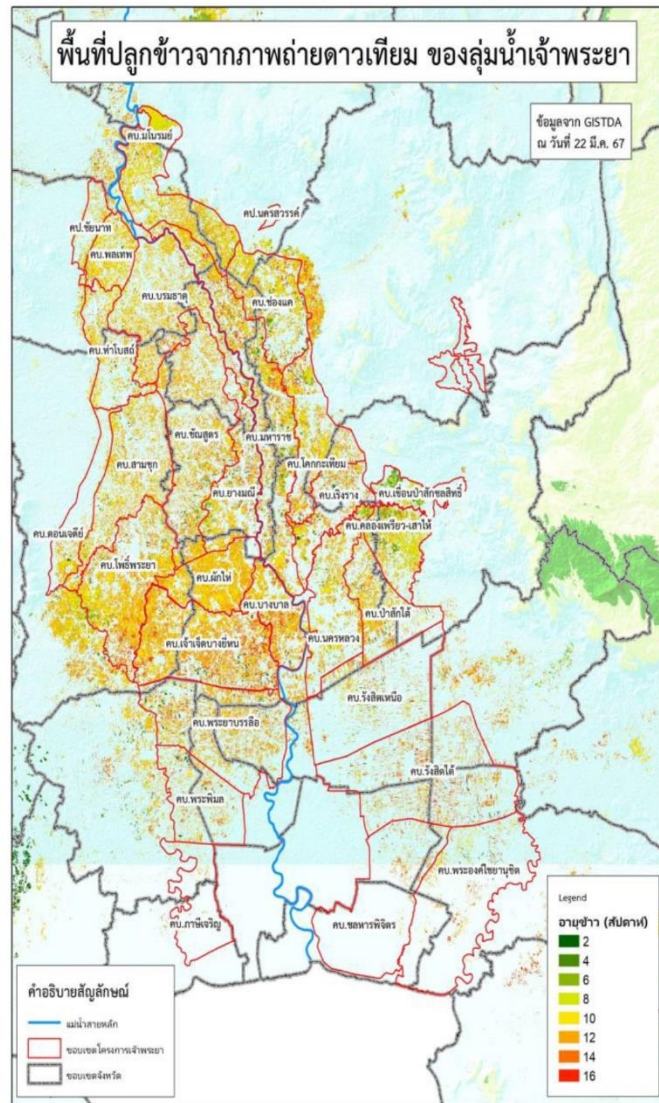 พื้นที่ปลูกข้าวจากภาพถ่ายดาวเทียม ของลุ่มน้ำเจ้าพระยา
ข้อมูลจาก GISTDA
ณ วันที่ 22 มี.ค. 67
คบ.มโนรมย์
คป.นครสวรรค์
คป.ชัยนาท
คบ.พลเทพ
คบ.บรมธาตุ
คบ.ช่องแค
คบ.ท่าโบสถ์
คบ.ชัณสูตร
คบ.มหาราช
คบ.สามชุก
คบ.โคกกะเทียม
คบ.เริงราง
คบ.เขื่อนป่าสักชลสิทธิ์
คบ.ยางมณี
คบ.คลองเพรียว-เสาไห้
คบ.ดอนเจดีย์
คบ.โพธิ์พระยา
คบ.ผักไห่
คบ.บางบาล
คบ.ป่าสักใต้
คบ.นครหลวง
คบ.เจ้าเจ็ดบางยี่หน
คบ.รังสิตเหนือ
คบ.พระยาบรรลือ
คบ.รังสิตใต้
คบ.พระพิมล
คบ.พระองค์ไชยานุชิต
คบ.ภาษีเจริญ
คบ.ชลหารพิจิตร
Legend
อายุข้าว (สัปดาห์)
2
4
6
8
10
12
14
16
คำอธิบายสัญลักษณ์
แม่น้ำสายหลัก
ขอบเขตโครงการเจ้าพระยา
ขอบเขตจังหวัด